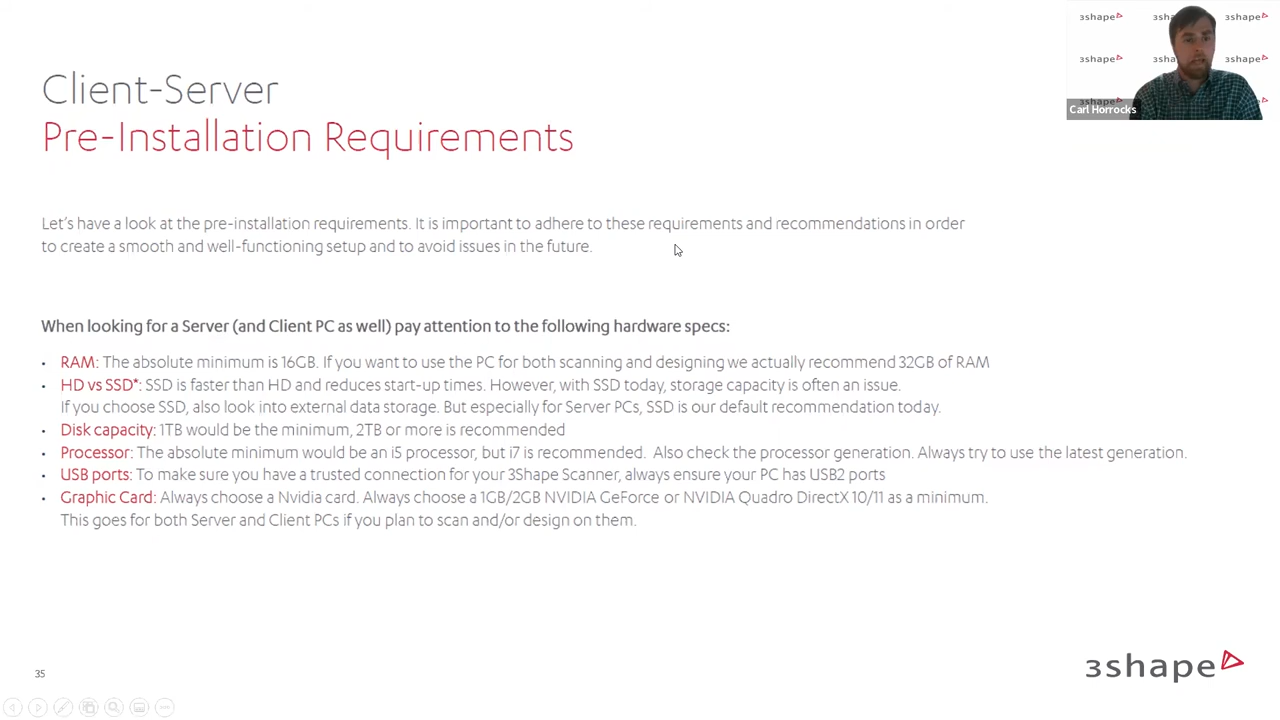 3shape
3sh
3shape
3shape
3sh
3shape
Carl Horrocks
Client-Server
Pre-Installation Requirements
Let's have a look at the pre-installation requirements. It is important to adhere to these requirements and recommendations in order
to create a smooth and well-functioning setup and to avoid issues in the future.
When looking for a Server (and Client PC as well) pay attention to the following hardware specs:
• RAM: The absolute minimum is 16GB. If you want to use the PC for both scanning and designing we actually recommend 32GB of RAM
• HD vs SSD*: SSD is faster than HD and reduces start-up times. However, with SSD today, storage capacity is often an issue.
If you choose SSD, also look into external data storage. But especially for Server PCs, SSD is our default recommendation today.
• Disk capacity: 1TB would be the minimum, 2TB or more is recommended
• Processor: The absolute minimum would be an i5 processor, but i7 is recommended. Also check the processor generation. Always try to use the latest generation.
• USB ports: To make sure you have a trusted connection for your 3Shape Scanner, always ensure your PC has USB2 ports
• Graphic Card: Always choose a Nvidia card. Always choose a 1GB/2GB NVIDIA GeForce or NVIDIA Quadro DirectX 10/11 as a minimum.
This goes for both Server and Client PCs if you plan to scan and/or design on them.
35
3shape